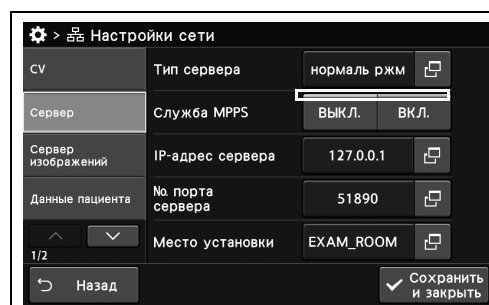 > Настройки сети
CV
Тип сервера
нормаль ржм
Сервер
Служба MPPS
ВЫКЛ.
ВКЛ.
Сервер
изображений
IP-адрес сервера
127.0.0.1
Данные пациента
No. порта
сервера
51890
1/2
Место установки
EXAM_ROOM
Назад
Сохранить
и закрыть